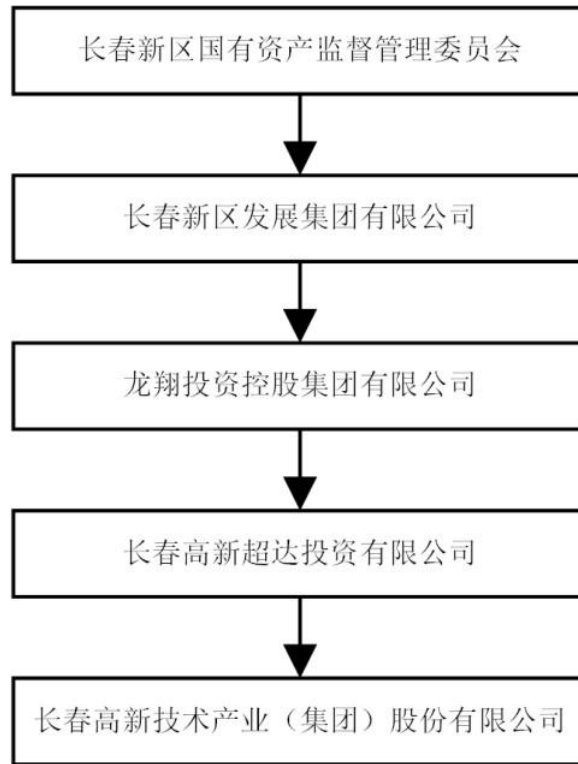 长春新区国有资产监督管理委员会
长春新区发展集团有限公司
龙翔投资控股集团有限公司
长春高新超达投资有限公司
长春高新技术产业（集团）股份有限公司